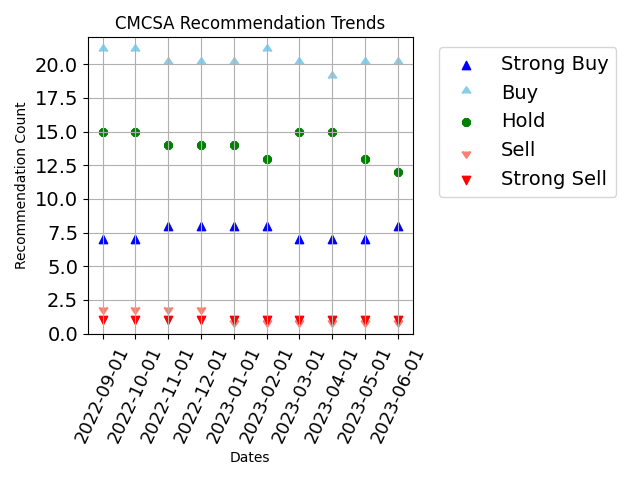 CMCSA Recommendation Trends
Recommendation Count
20.0
17.5
15.0
12.5
10.0
7.5
5.0
2.5
0.0
2022-09-01
2022-10-01
2022-11-01
2022-12-01
2023-01-01
2023-02-01
2023-03-01
2023-04-01
2023-05-01
2023-06-01
Dates
Strong Buy
Buy
Hold
Sell
Strong Sell